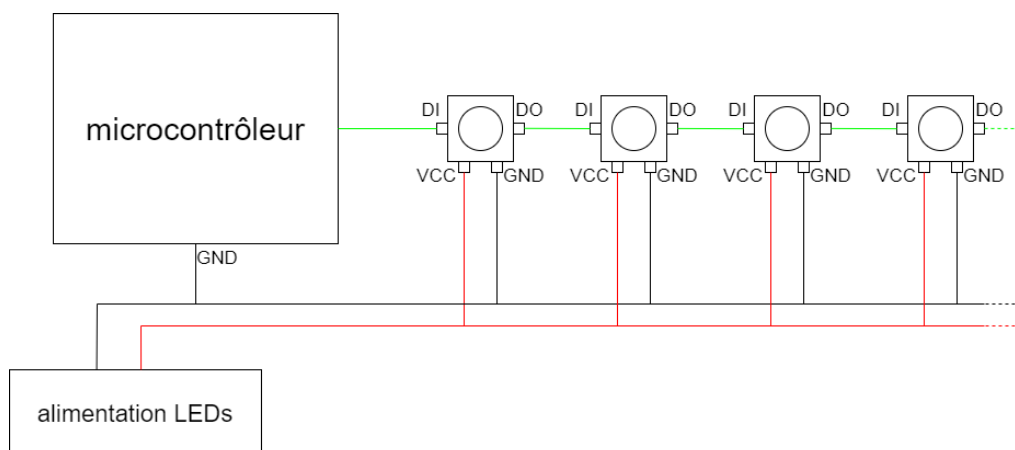 microcontrôleur
DI DO DI DO DI DO DI DO
VCC GND VCC GND VCC GND VCC GND
GND
alimentation LEDs